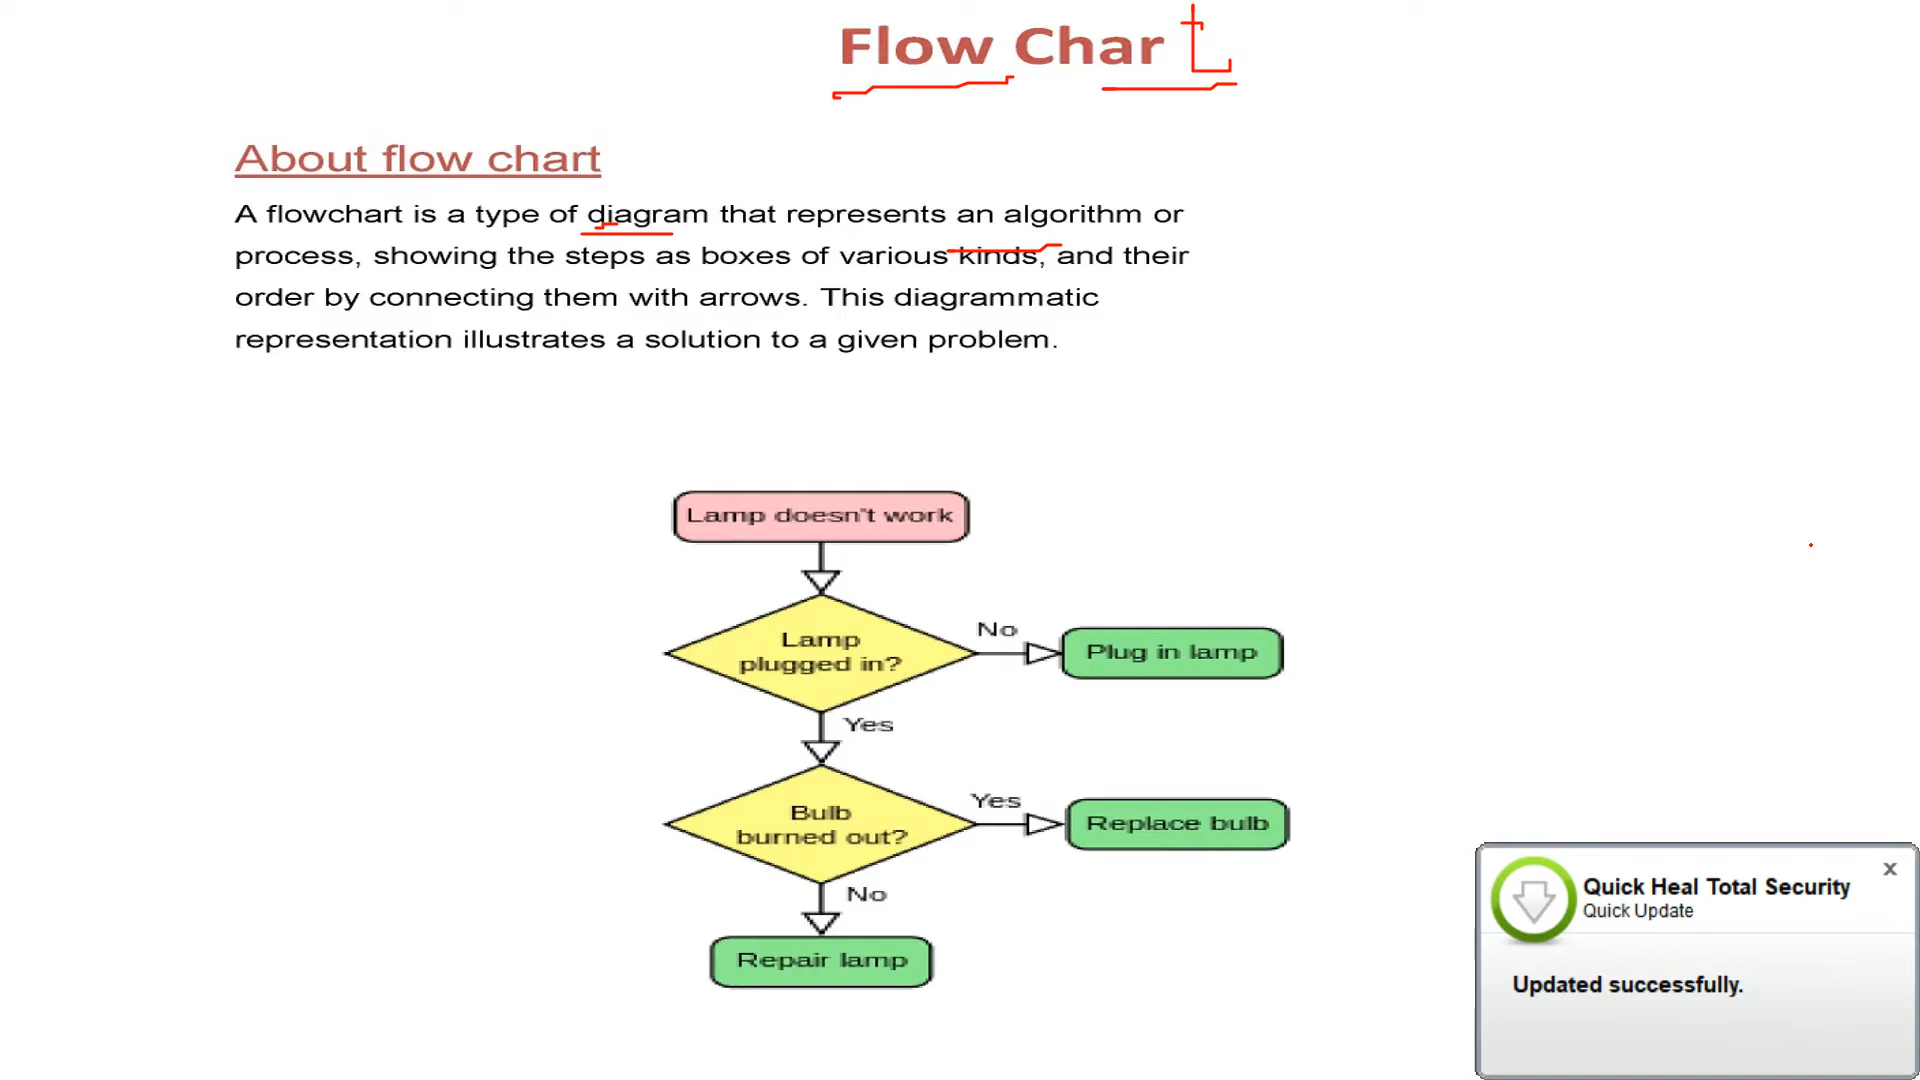 Flow Chart
About flow chart
A flowchart is a type of diagram that represents an algorithm or
process, showing the steps as boxes of various kinds, and their
order by connecting them with arrows. This diagrammatic
representation illustrates a solution to a given problem.
Lamp doesn't work
Lamp
plugged in?
No
Plug in lamp
Yes
Bulb
burned out?
Yes
Replace bulb
No
Repair lamp
Quick Heal Total Security
x
Quick Update
Updated successfully.